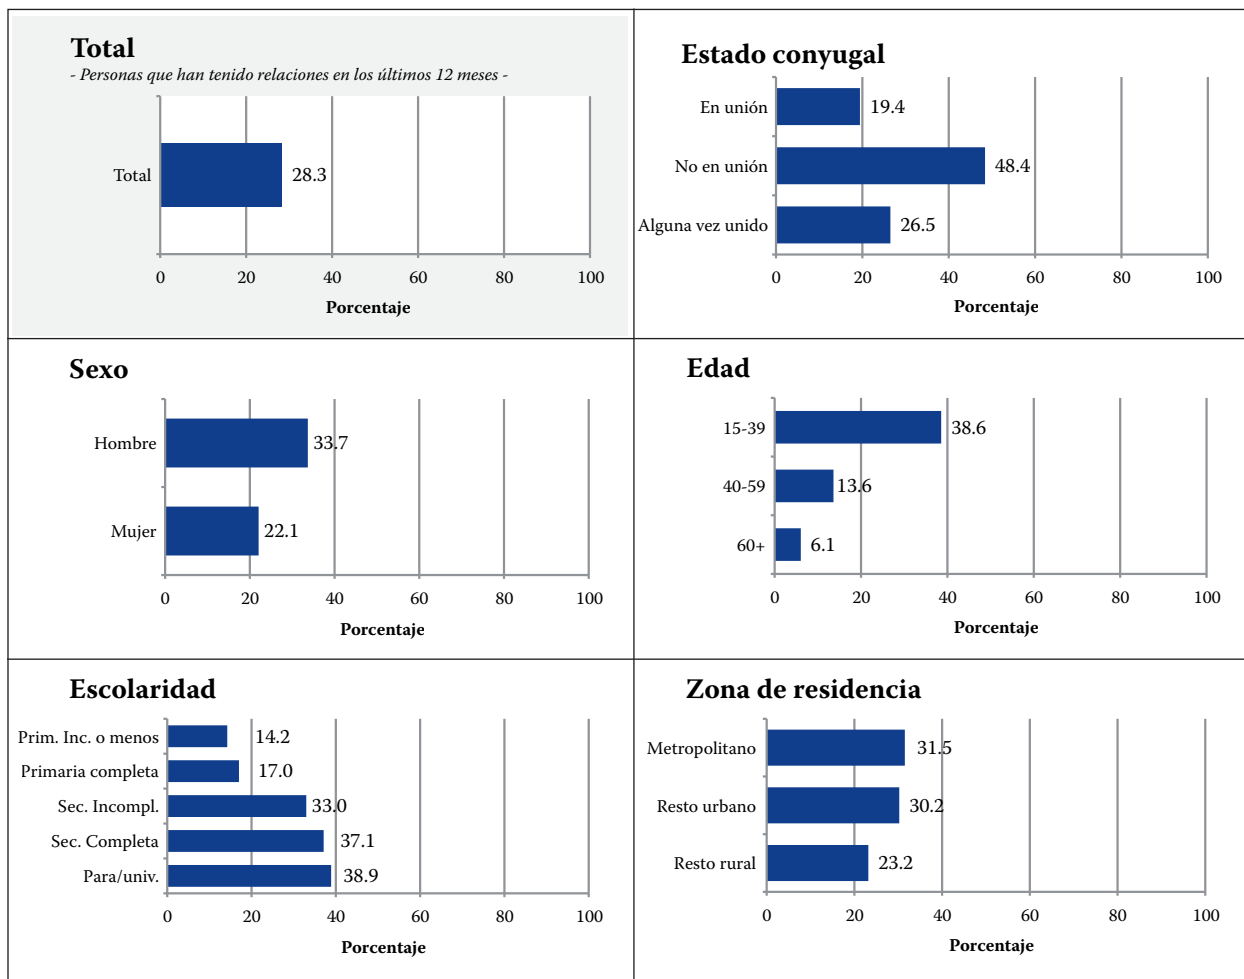 Total
- Personas que han tenido relaciones en los últimos 12 meses -
Total
28.3
0 20 40 60 80 100
Porcentaje
Estado conyugal
En unión
19.4
No en unión
48.4
Alguna vez unido
26.5
0 20 40 60 80 100
Porcentaje
Sexo
Hombre
33.7
Mujer
22.1
0 20 40 60 80 100
Porcentaje
Edad
15-39
38.6
40-59
13.6
60+
6.1
0 20 40 60 80 100
Porcentaje
Escolaridad
Prim. Inc. o menos
14.2
Primaria completa
17.0
Sec. Incompl.
33.0
Sec. Completa
37.1
Para/univ.
38.9
0 20 40 60 80 100
Porcentaje
Zona de residencia
Metropolitano
31.5
Resto urbano
30.2
Resto rural
23.2
0 20 40 60 80 100
Porcentaje